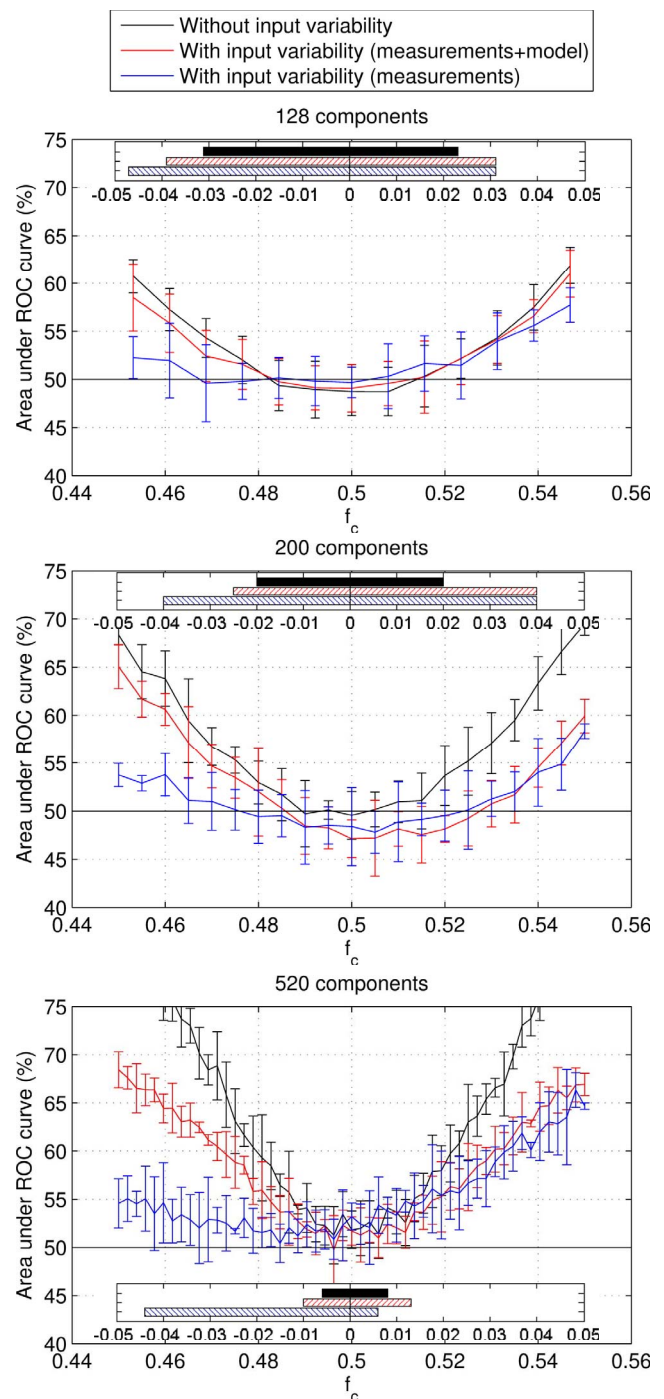 Without input variability
With input variability (measurements+model)
With input variability (measurements)
128 components
75
-0.05 -0.04 -0.03 -0.02 -0.01 0 0.01 0.02 0.03 0.04 0.05
70
65
60
55
50
45
40
0.44 0.46 0.48 0.5 0.52 0.54 0.56
Area under ROC curve (%)
f_c
200 components
75
-0.05 -0.04 -0.03 -0.02 -0.01 0 0.01 0.02 0.03 0.04 0.05
70
65
60
55
50
45
40
0.44 0.46 0.48 0.5 0.52 0.54 0.56
Area under ROC curve (%)
f_c
520 components
75
70
65
60
55
50
45
-0.05 -0.04 -0.03 -0.02 -0.01 0 0.01 0.02 0.03 0.04 0.05
40
0.44 0.46 0.48 0.5 0.52 0.54 0.56
Area under ROC curve (%)
f_c